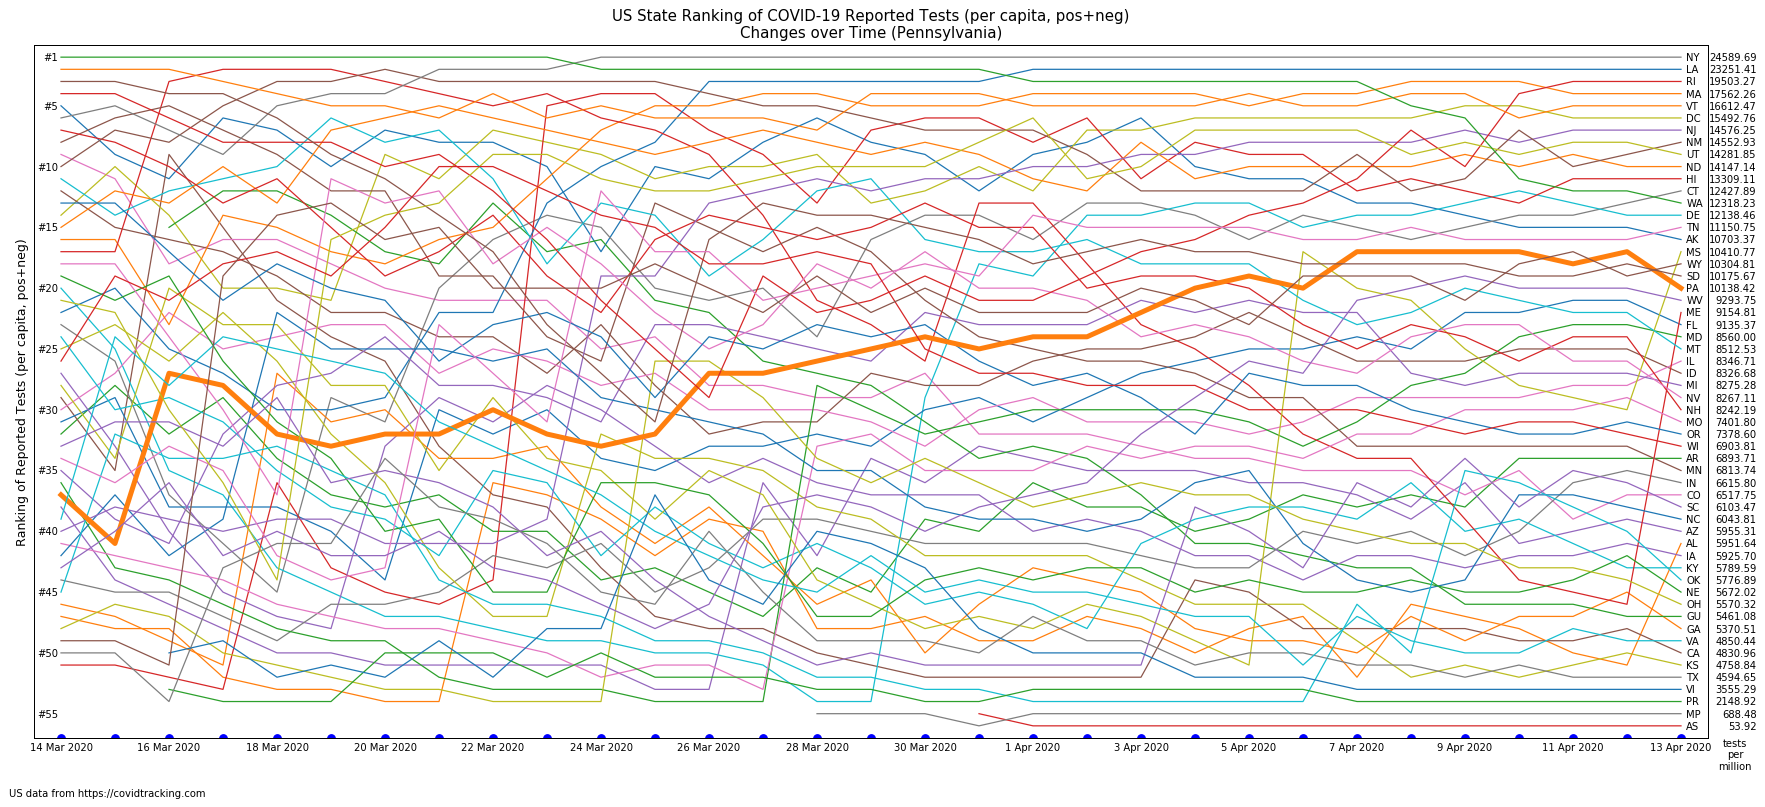 US State Ranking of COVID-19 Reported Tests (per capita, pos+neg)
Changes over Time (Pennsylvania)
Ranking of Reported Tests (per capita, pos+neg)
#1
#5
#10
#15
#20
#25
#30
#35
#40
#45
#50
#55
NY 24589.69
LA 23251.41
RI 19503.27
MA 17562.26
VT 16612.47
DC 15492.76
NJ 14576.25
NM 14552.93
UT 14281.85
ND 14147.14
HI 13309.11
CT 12427.89
WA 12318.23
DE 12138.46
TN 11150.75
AK 10703.37
MS 10410.77
WY 10304.81
SD 10175.67
PA 10138.42
WV 9293.75
ME 9154.81
FL 9135.37
MD 8560.00
MT 8512.53
IL 8346.71
ID 8326.68
MI 8275.28
NV 8267.11
NH 8242.19
MO 7401.80
OR 7378.60
WI 6903.81
AR 6893.71
MN 6813.74
IN 6615.80
CO 6517.75
SC 6103.47
NC 6043.81
AZ 5955.31
AL 5951.64
IA 5925.70
KY 5789.59
OK 5776.89
NE 5672.02
OH 5570.32
GU 5461.08
GA 5370.51
VA 4850.44
CA 4830.96
KS 4758.84
TX 4594.65
VI 3555.29
PR 2148.92
MP 688.48
AS 53.92
14 Mar 2020 16 Mar 2020 18 Mar 2020 20 Mar 2020 22 Mar 2020 24 Mar 2020 26 Mar 2020 28 Mar 2020 30 Mar 2020 1 Apr 2020 3 Apr 2020 5 Apr 2020 7 Apr 2020 9 Apr 2020 11 Apr 2020 13 Apr 2020
tests
per
million
US data from https://covidtracking.com